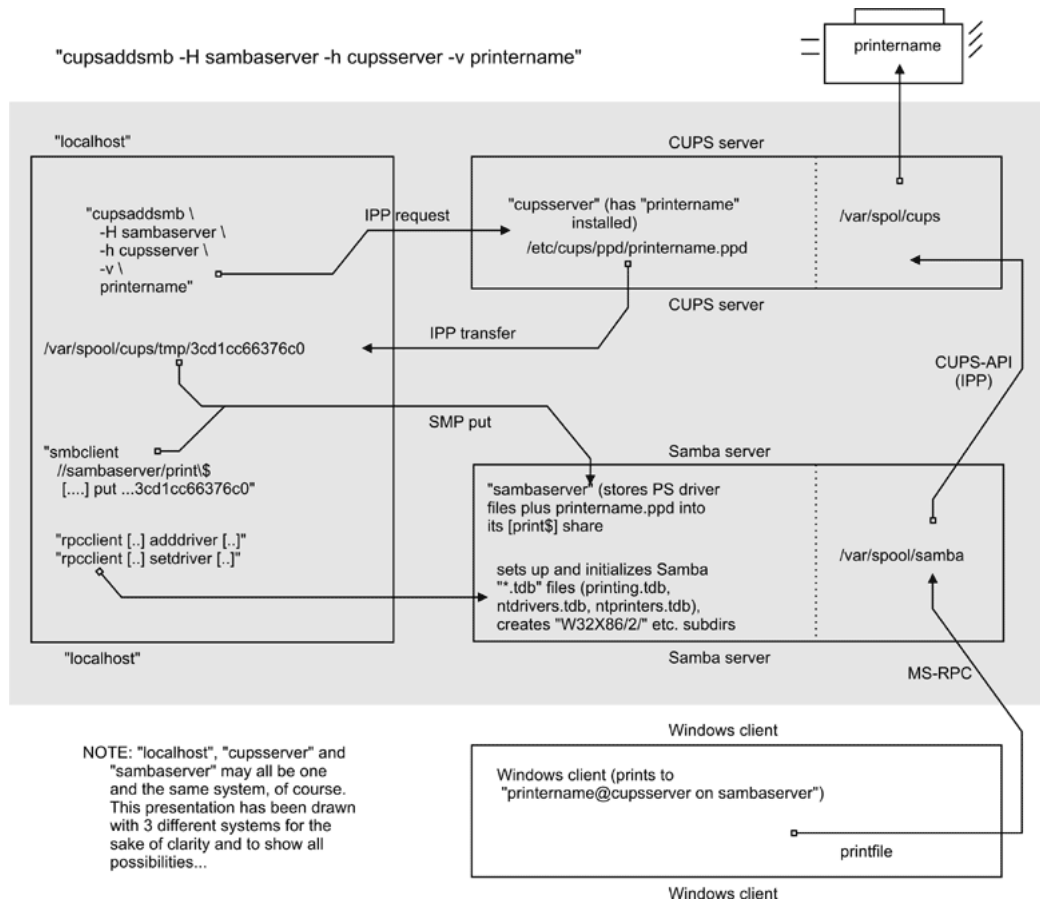 "cupsaddsmb -H sambaserver -h cupsserver -v printername"
printername
"localhost"
"cupsaddsmb \
-H sambaserver \
-h cupsserver \
-v \
printername"
IPP request
CUPS server
"cupsserver" (has "printername"
installed)
/etc/cups/ppd/printername.ppd
/var/spol/cups
CUPS server
IPP transfer
/var/spool/cups/tmp/3cd1cc66376c0
CUPS-API
(IPP)
SMP put
"smbclient
//sambaserver/print\$
[....] put ...3cd1cc66376c0"
"rpcclient [..] adddriver [..]"
"rpcclient [..] setdriver [..]"
"localhost"
Samba server
"sambaserver" (stores PS driver
files plus printername.ppd into
its [print$] share
sets up and initializes Samba
"*.tdb" files (printing.tdb,
ntdrivers.tdb, ntprinters.tdb),
creates "W32X86/2/" etc. subdirs
/var/spool/samba
Samba server
MS-RPC
NOTE: "localhost", "cupsserver" and
"sambaserver" may all be one
and the same system, of course.
This presentation has been drawn
with 3 different systems for the
sake of clarity and to show all
possibilities...
Windows client
Windows client (prints to
"printername@cupsserver on sambaserver")
printfile
Windows client